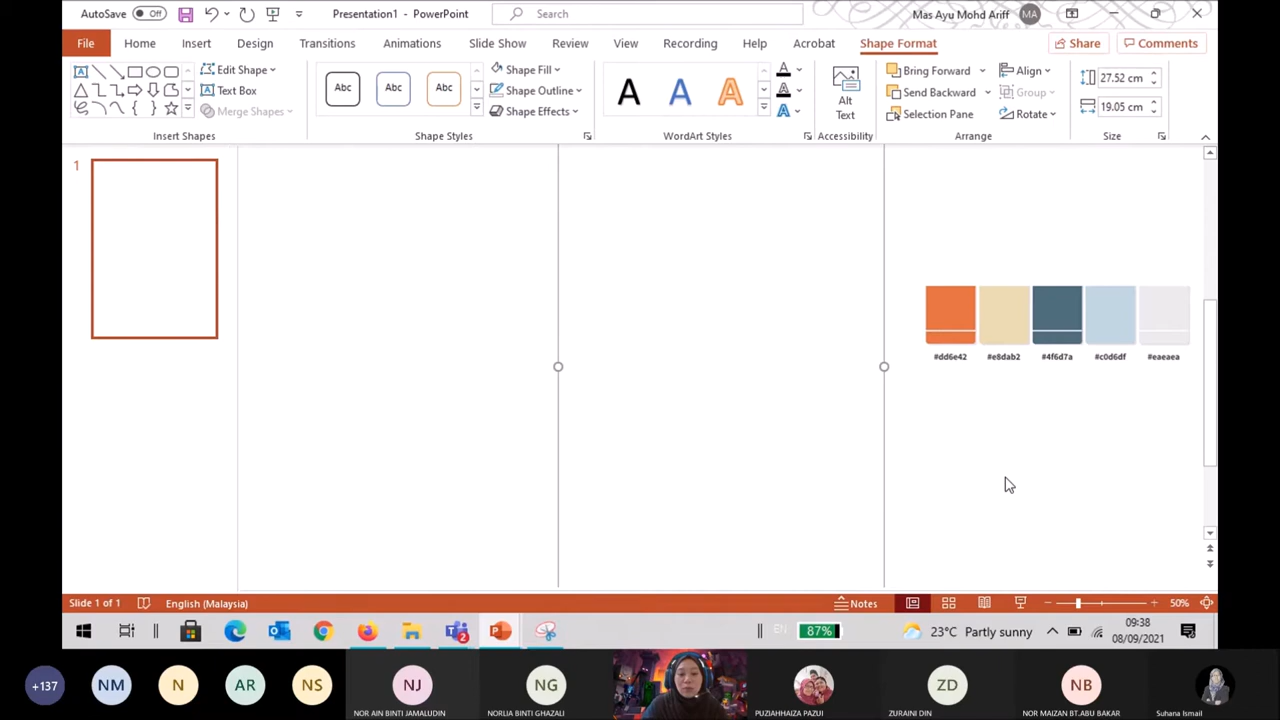 AutoSave Off Presentation1 - PowerPoint Search Mas Ayu Mohd Ariff MA
File Home Insert Design Transitions Animations Slide Show Review View Recording Help Acrobat Shape Format Share Comments
Edit Shape
Text Box
Merge Shapes
Insert Shapes
Abc Abc Abc
Shape Fill
Shape Outline
Shape Effects
Shape Styles
A A A
A
A
A
WordArt Styles
Alt
Text
Accessibility
Bring Forward
Send Backward
Selection Pane
Align
Group
Rotate
Arrange
27.52 cm
19.05 cm
Size
1
#dd6e42 #e8dab2 #4f6d7a #c0d6df #eaeaea
Slide 1 of 1 English (Malaysia) Notes 50%
2 EN 87% 23°C Partly sunny 09:38
08/09/2021
+137 NM N AR NS NJ NG ZD NB
NOR AIN BINTI JAMALUDIN NORLIA BINTI GHAZALI PUZIAHHAIZA PAZUI ZURAINI DIN NOR MAIZAN BT.ABU BAKAR Suhana Ismail